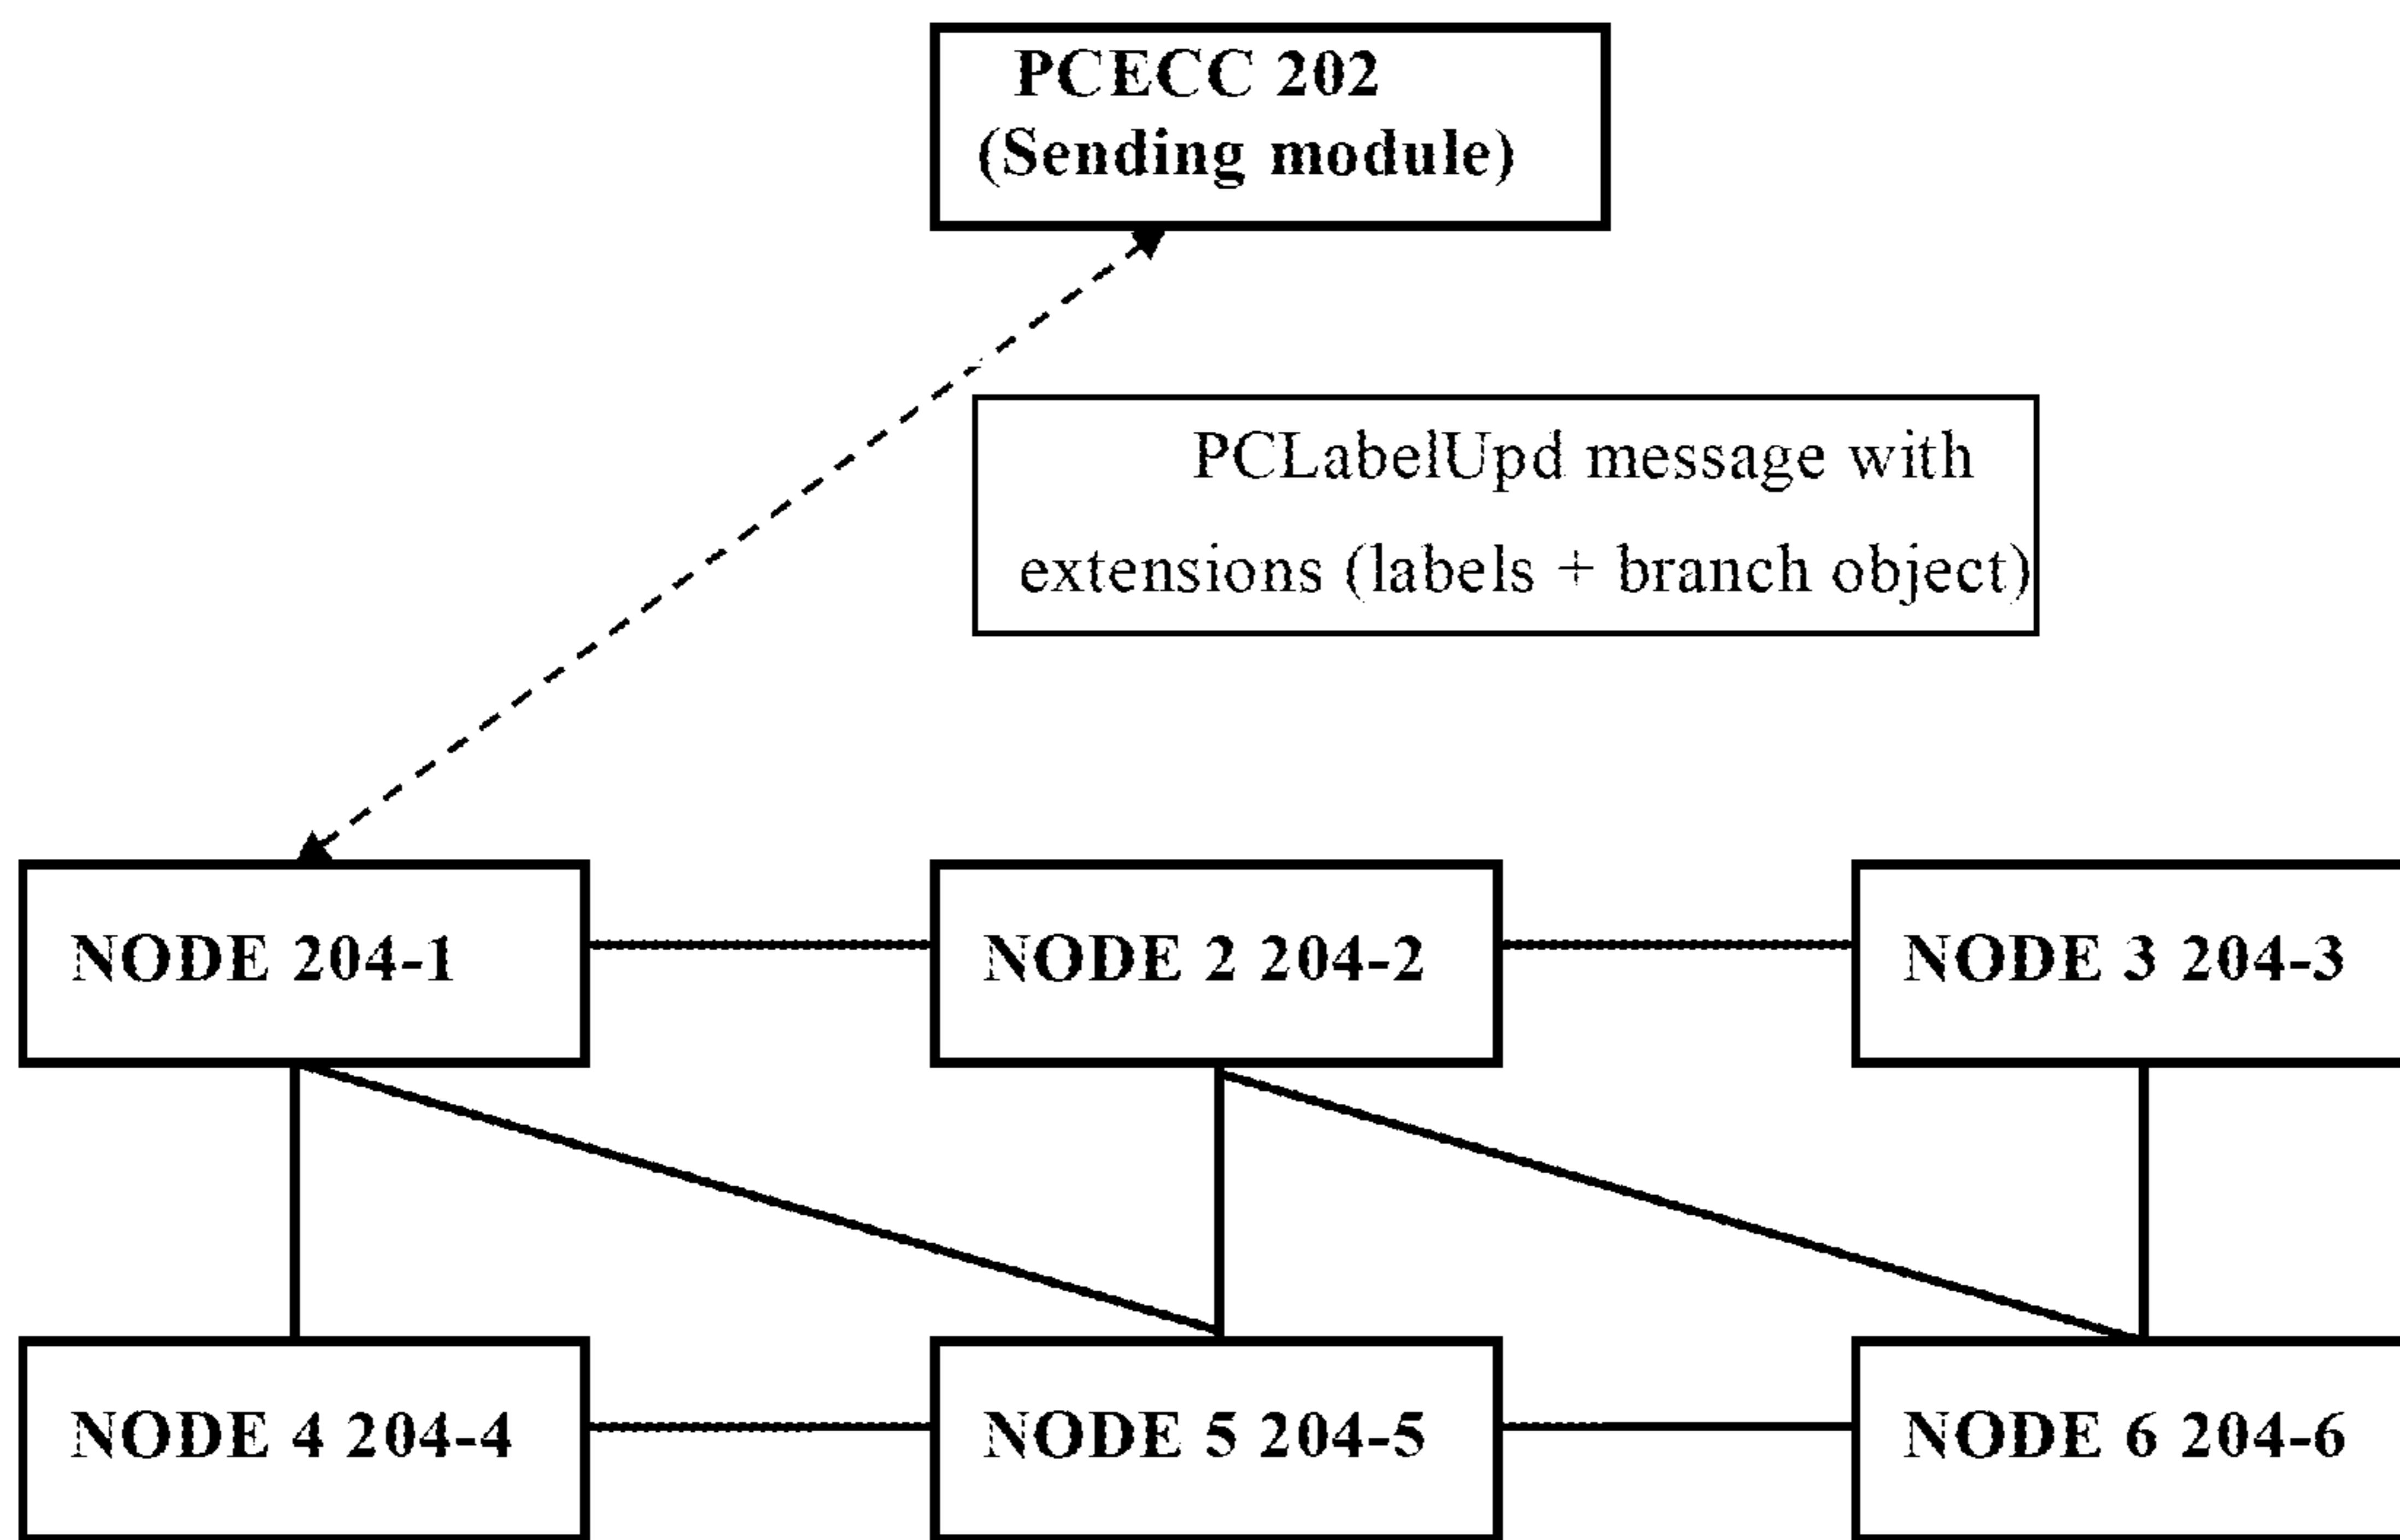 PCECC 202
(Sending module)
PCLabelUpd message with
extensions (labels + branch object)
NODE 204-1
NODE 2 204-2
NODE 3 204-3
NODE 4 204-4
NODE 5 204-5
NODE 6 204-6